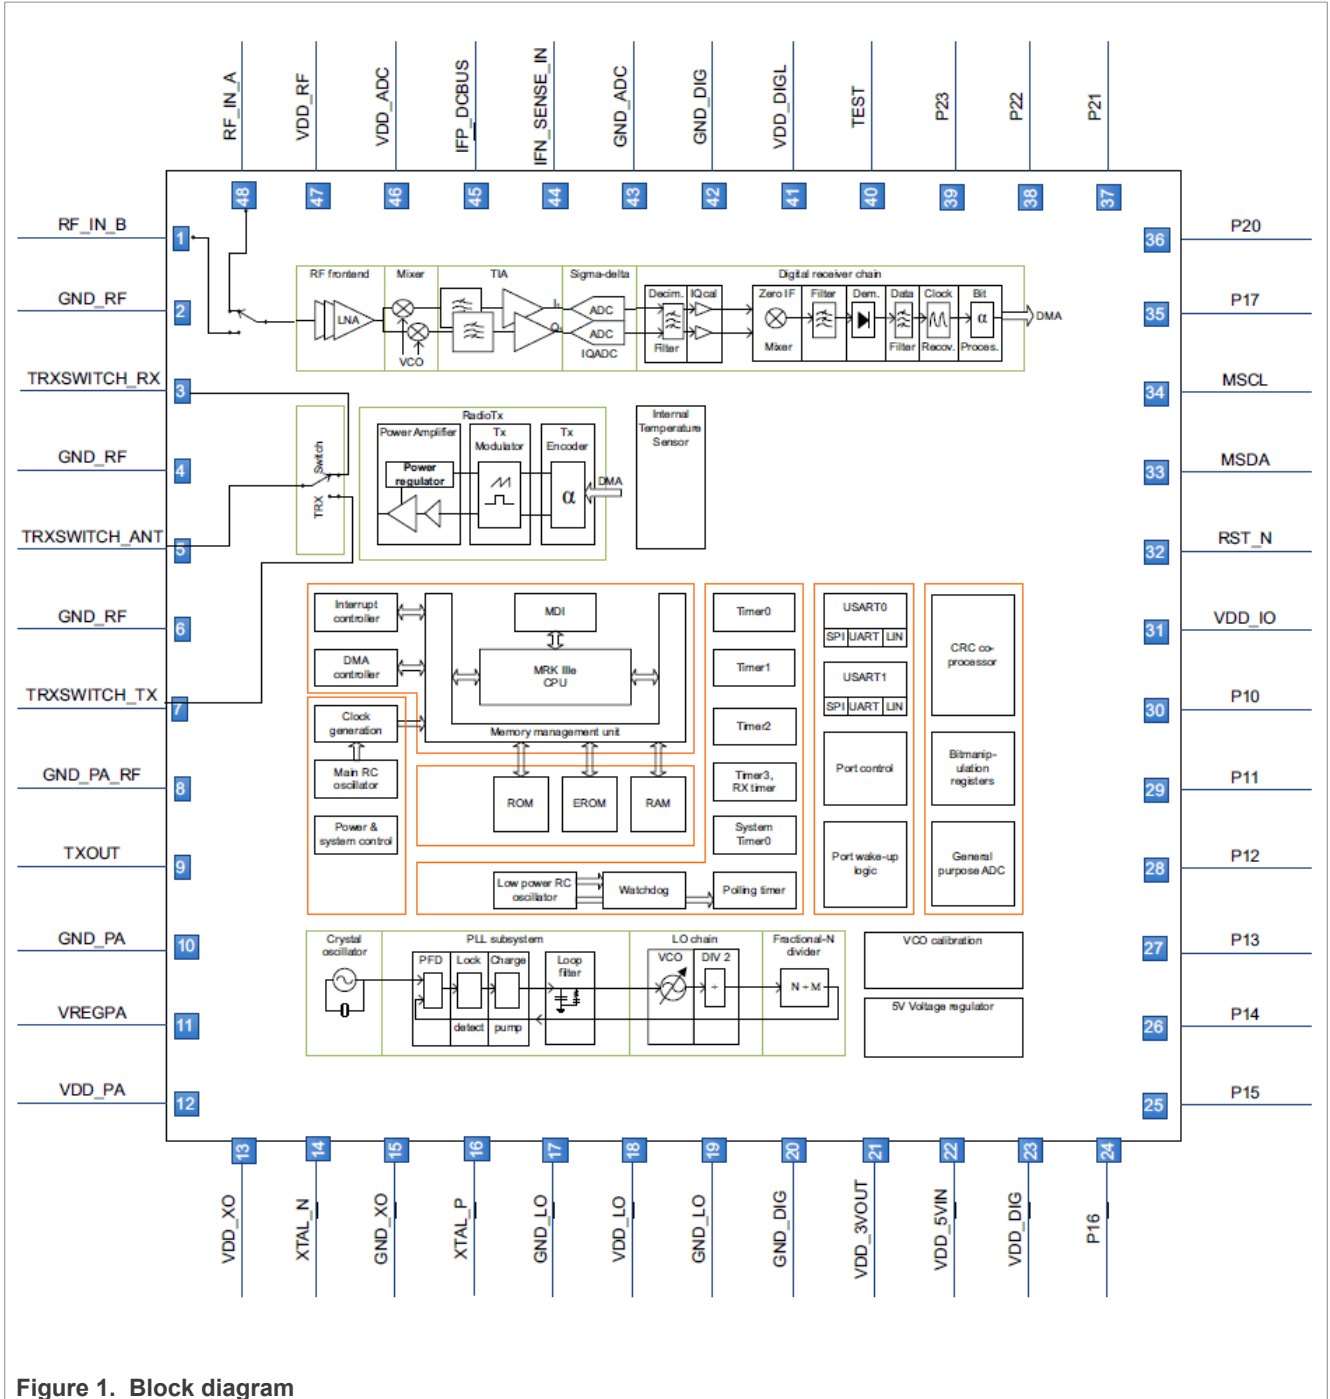 RF_IN_A
VDD_RF
VDD_ADC
IFP_DCBUS
IFN_SENSE_IN
GND_ADC
GND_DIG
VDD_DIGL
TEST
P23
P22
P21
48
47
46
45
44
43
42
41
40
39
38
37
RF_IN_B
1
GND_RF
2
TRXSWITCH_RX
3
GND_RF
4
TRXSWITCH_ANT
5
GND_RF
6
TRXSWITCH_TX
7
GND_PA_RF
8
TXOUT
9
GND_PA
10
VREGPA
11
VDD_PA
12
36
P20
35
P17
34
MSCL
33
MSDA
32
RST_N
31
VDD_IO
30
P10
29
P11
28
P12
27
P13
26
P14
25
P15
RF frontend
Mixer
TIA
Sigma-delta
Digital receiver chain
LNA
VCO
I
Q
ADC
ADC
IQADC
Decim.
Filter
IQcal
Zero IF
Mixer
Filter
Dem.
Data
Filter
Clock
Recov.
Bit
α
Proces.
DMA
Switch
TRX
RadioTx
Power Amplifier
Power
regulator
Tx
Modulator
Tx
Encoder
α
DMA
Internal
Temperature
Sensor
Interrupt
controller
DMA
controller
MDI
MRK IIIe
CPU
Memory management unit
Clock
generation
Main RC
oscillator
Power &
system control
ROM
EROM
RAM
Timer0
Timer1
Timer2
Timer3,
RX timer
System
Timer0
Low power RC
oscillator
Watchdog
Polling timer
USART0
SPI UART LIN
USART1
SPI UART LIN
Port control
Port wake-up
logic
CRC co-
processor
Bitmanip-
ulation
registers
General
purpose ADC
Crystal
oscillator
PLL subsystem
PFD
Lock
detect
Charge
pump
Loop
filter
LO chain
VCO
DIV 2
÷
Fractional-N
divider
N ÷ M
VCO calibration
5V Voltage regulator
13
14
15
16
17
18
19
20
21
22
23
24
VDD_XO
XTAL_N
GND_XO
XTAL_P
GND_LO
VDD_LO
GND_LO
GND_DIG
VDD_3VOUT
VDD_5VIN
VDD_DIG
P16
Figure 1. Block diagram